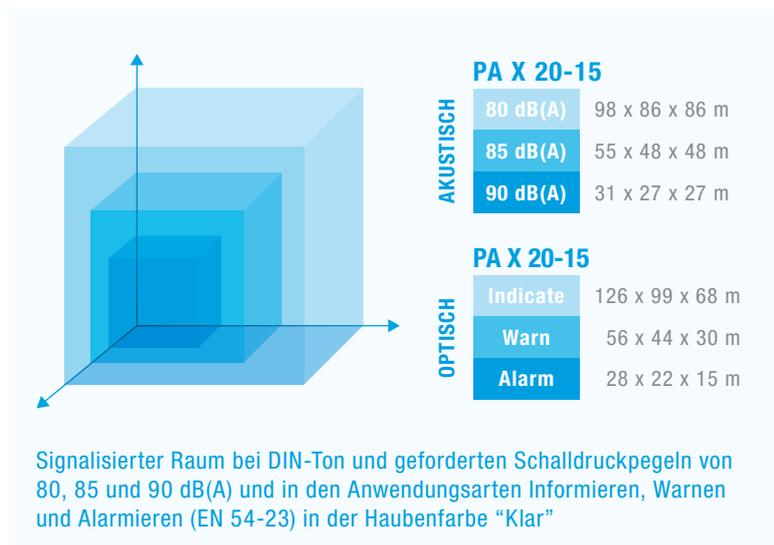 PA X 20-15
AKUSTISCH
80 dB(A) 98 x 86 x 86 m
85 dB(A) 55 x 48 x 48 m
90 dB(A) 31 x 27 x 27 m
PA X 20-15
OPTISCH
Indicate 126 x 99 x 68 m
Warn 56 x 44 x 30 m
Alarm 28 x 22 x 15 m
Signalisierter Raum bei DIN-Ton und geforderten Schalldruckpegeln von
80, 85 und 90 dB(A) und in den Anwendungsarten Informieren, Warnen
und Alarmieren (EN 54-23) in der Haubenfarbe “Klar”